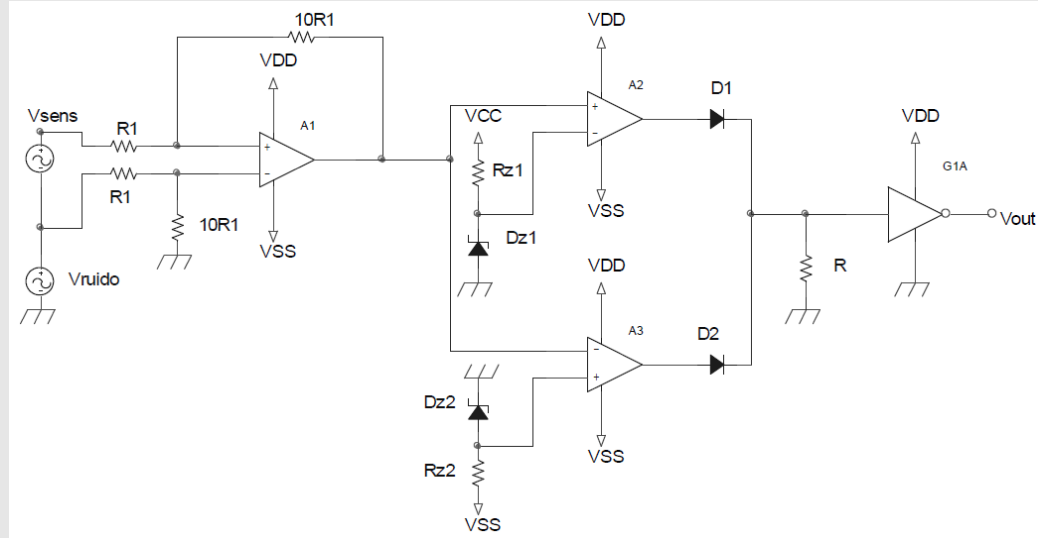 10R1
VDD
Vsens
R1
A1
+
-
R1
10R1
VSS
Vruido
VDD
A2
VCC
+
-
Rz1
VSS
Dz1
D1
VDD
G1A
Vout
R
VDD
A3
D2
-
+
Dz2
Rz2
VSS
VSS